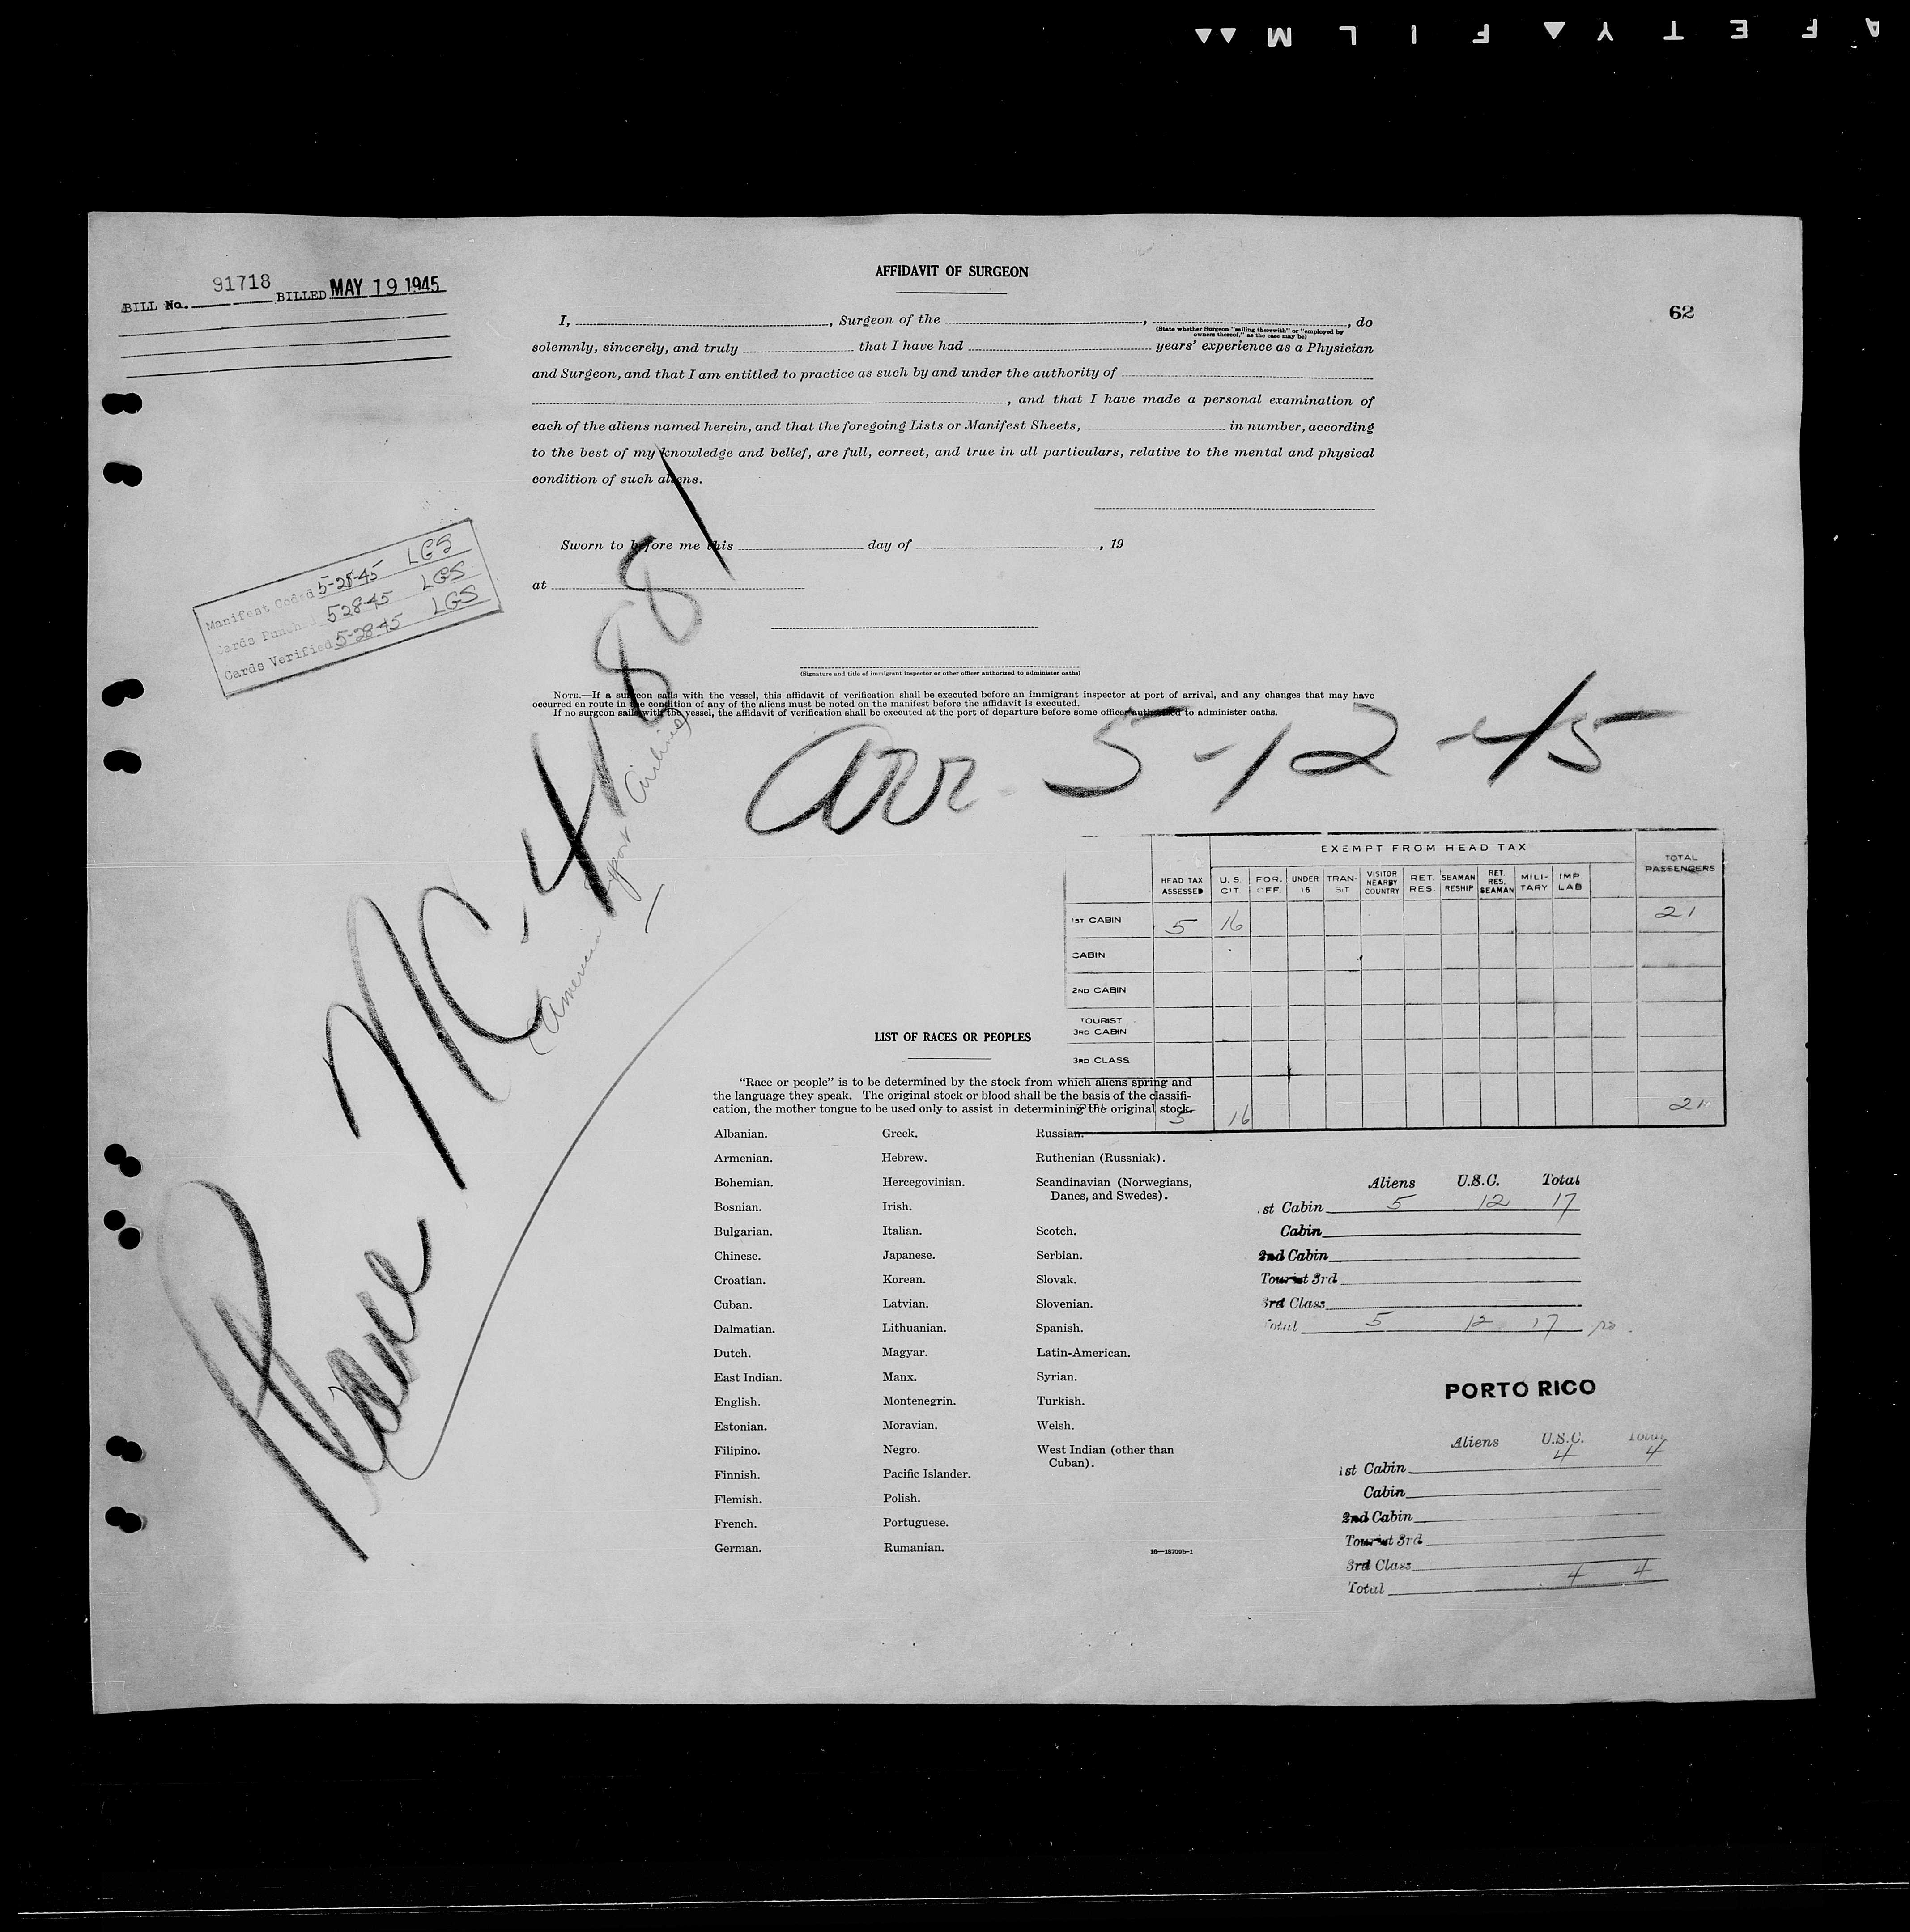 SAFETY▲FILM▲▲
BILL No. 91718 BILLED MAY 19 1945
AFFIDAVIT OF SURGEON
62
I, , Surgeon of the , , do
(State whether Surgeon "sailing therewith" or "employed by
owners thereof," as the case may be)
solemnly, sincerely, and truly that I have had years' experience as a Physician
and Surgeon, and that I am entitled to practice as such by and under the authority of
, and that I have made a personal examination of
each of the aliens named herein, and that the foregoing Lists or Manifest Sheets, in number, according
to the best of my knowledge and belief, are full, correct, and true in all particulars, relative to the mental and physical
condition of such aliens.
Sworn to before me this day of , 19
at
(Signature and title of immigrant inspector or other officer authorized to administer oaths)
NOTE.—If a surgeon sails with the vessel, this affidavit of verification shall be executed before an immigrant inspector at port of arrival, and any changes that may have
occurred en route in the condition of any of the aliens must be noted on the manifest before the affidavit is executed.
If no surgeon sails with the vessel, the affidavit of verification shall be executed at the port of departure before some officer authorized to administer oaths.
Manifest Coded 5-28-45 LGS
Cards Punched 5-28-45 LGS
Cards Verified 5-28-45 LGS
Plane NC-41881
(American Export Airlines)
arr. 5-12-45
EXEMPT FROM HEAD TAX
HEAD TAX ASSESSED U.S. CIT. FOR. OFF. UNDER 16 TRANSIT VISITOR NEARBY COUNTRY RET. RES. SEAMAN RESHIP RET. RES. SEAMAN MILITARY IMP LAB TOTAL PASSENGERS
1ST CABIN 5 16 21
CABIN
2ND CABIN
TOURIST
3RD CABIN
3RD CLASS
5 16 21
LIST OF RACES OR PEOPLES
"Race or people" is to be determined by the stock from which aliens spring and
the language they speak. The original stock or blood shall be the basis of the classifi-
cation, the mother tongue to be used only to assist in determining the original stock.
Albanian. Greek. Russian.
Armenian. Hebrew. Ruthenian (Russniak).
Bohemian. Hercegovinian. Scandinavian (Norwegians,
Danes, and Swedes).
Bosnian. Irish.
Bulgarian. Italian. Scotch.
Chinese. Japanese. Serbian.
Croatian. Korean. Slovak.
Cuban. Latvian. Slovenian.
Dalmatian. Lithuanian. Spanish.
Dutch. Magyar. Latin-American.
East Indian. Manx. Syrian.
English. Montenegrin. Turkish.
Estonian. Moravian. Welsh.
Filipino. Negro. West Indian (other than
Cuban).
Finnish. Pacific Islander.
Flemish. Polish.
French. Portuguese.
German. Rumanian.
16—18709b-1
Aliens U.S.C. Total
1st Cabin 5 12 17
Cabin
2nd Cabin
Tourist 3rd
3rd Class
Total 5 12 17
PORTO RICO
Aliens U.S.C. Total
1st Cabin 4 4
Cabin
2nd Cabin
Tourist 3rd
3rd Class
Total 4 4